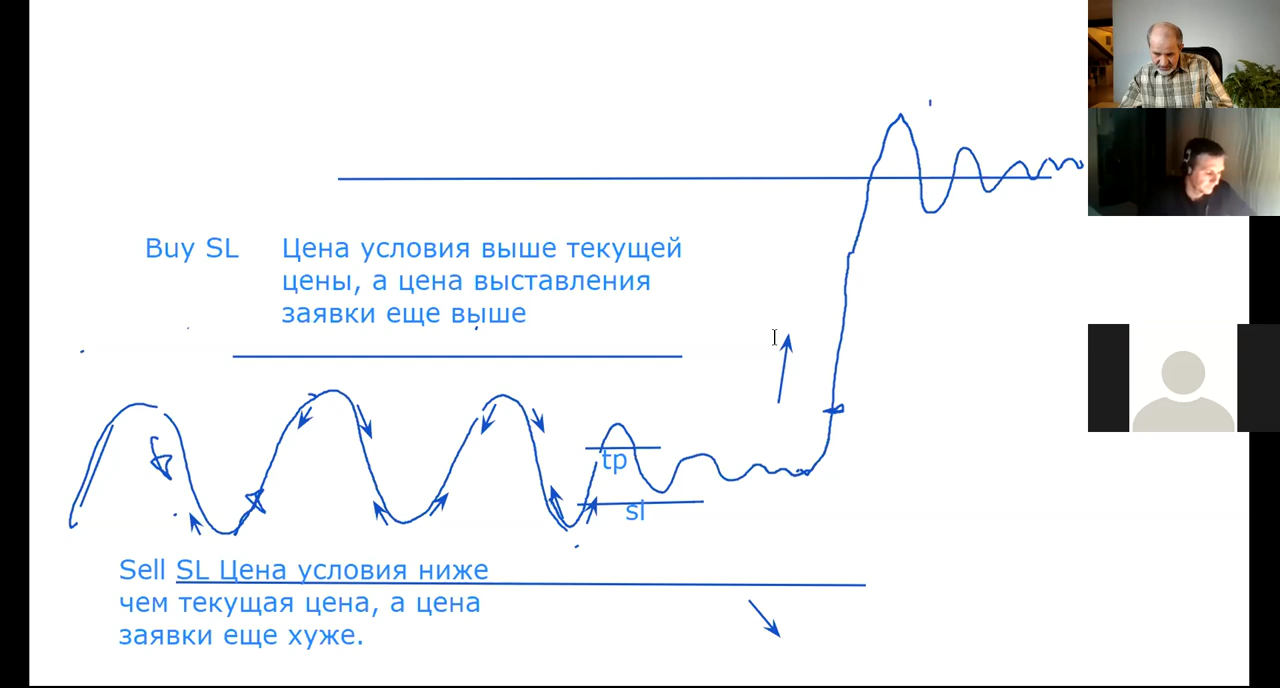 Buy SL
Цена условия выше текущей
цены, а цена выставления
заявки еще выше
tp
sl
Sell SL Цена условия ниже
чем текущая цена, а цена
заявки еще хуже.